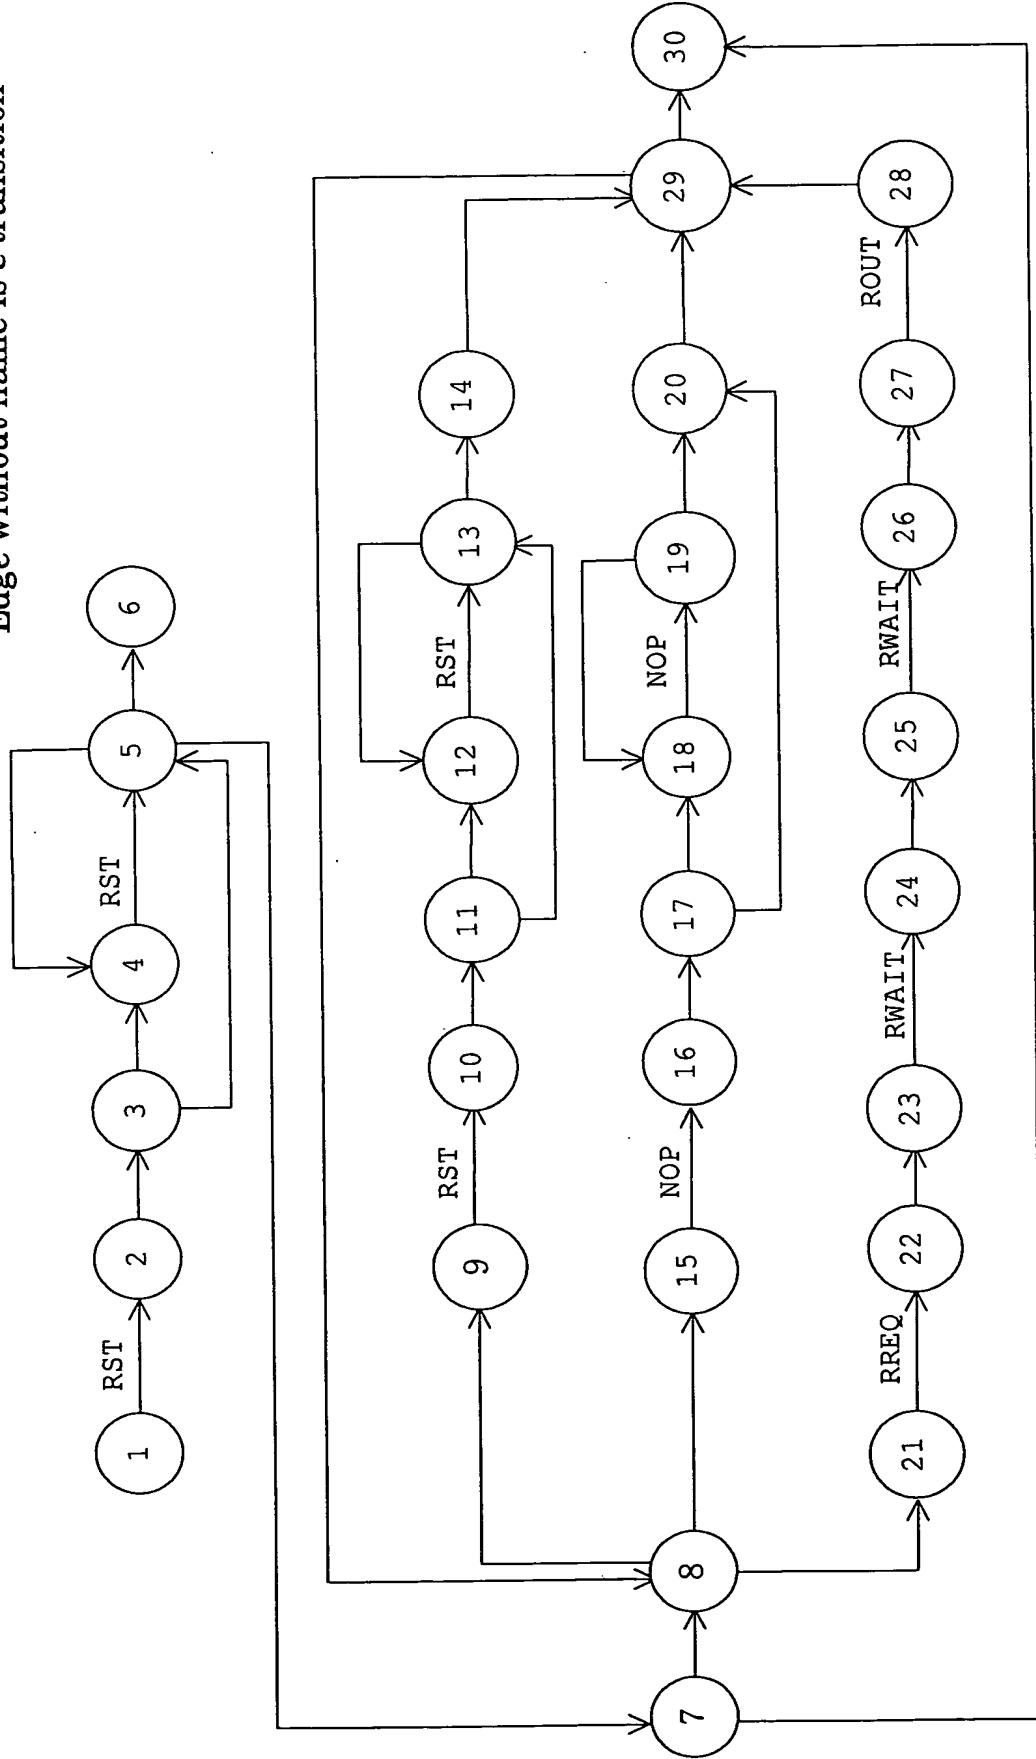 Edge without name is ε transition
1
RST
2
3
4
RST
5
6
9
RST
10
11
12
RST
13
14
7
8
15
NOP
16
17
18
NOP
19
20
29
30
21
RREQ
22
23
RWAIT
24
25
RWAIT
26
27
ROUT
28